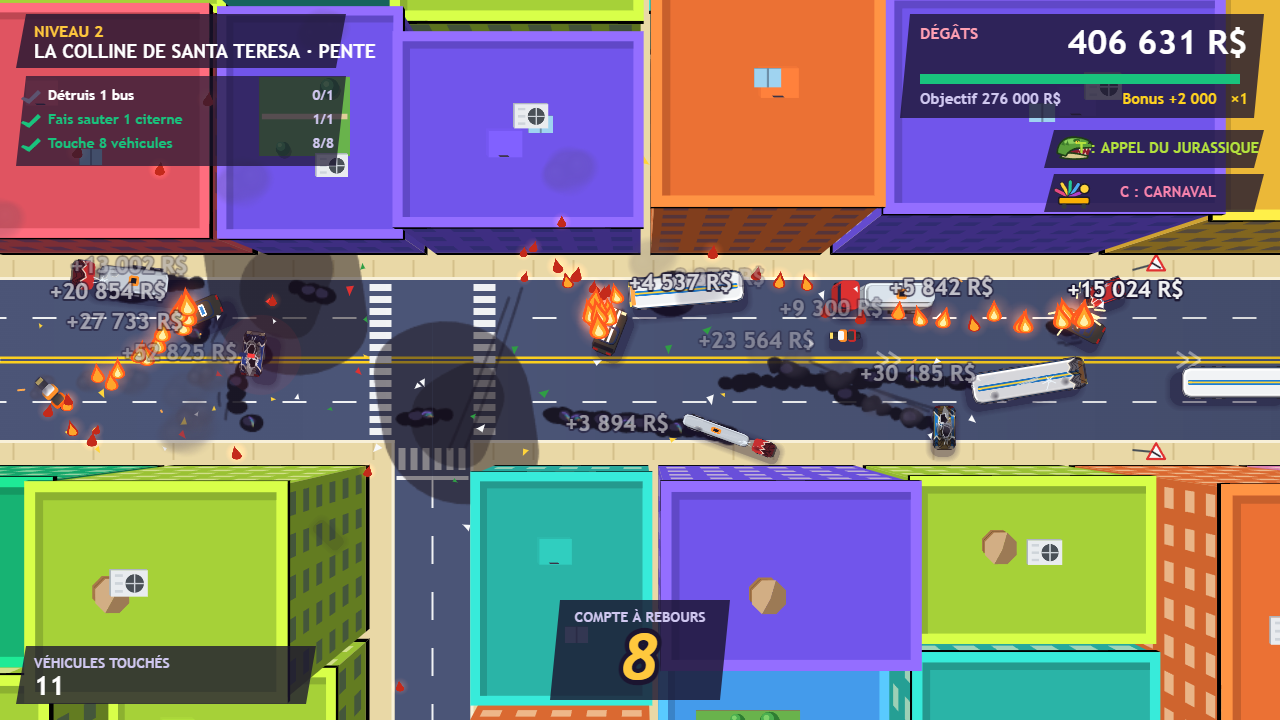 NIVEAU 2
LA COLLINE DE SANTA TERESA · PENTE
Détruis 1 bus 0/1
Fais sauter 1 citerne 1/1
Touche 8 véhicules 8/8
DÉGÂTS
406 631 R$
Objectif 276 000 R$ Bonus +2 000 ×1
: APPEL DU JURASSIQUE
C : CARNAVAL
+13 002 R$
+20 854 R$
+27 733 R$
+52 825 R$
+4 537 R$
+5 842 R$
+15 024 R$
+9 300 R$
+23 564 R$
+30 185 R$
+3 894 R$
COMPTE À REBOURS
8
VÉHICULES TOUCHÉS
11